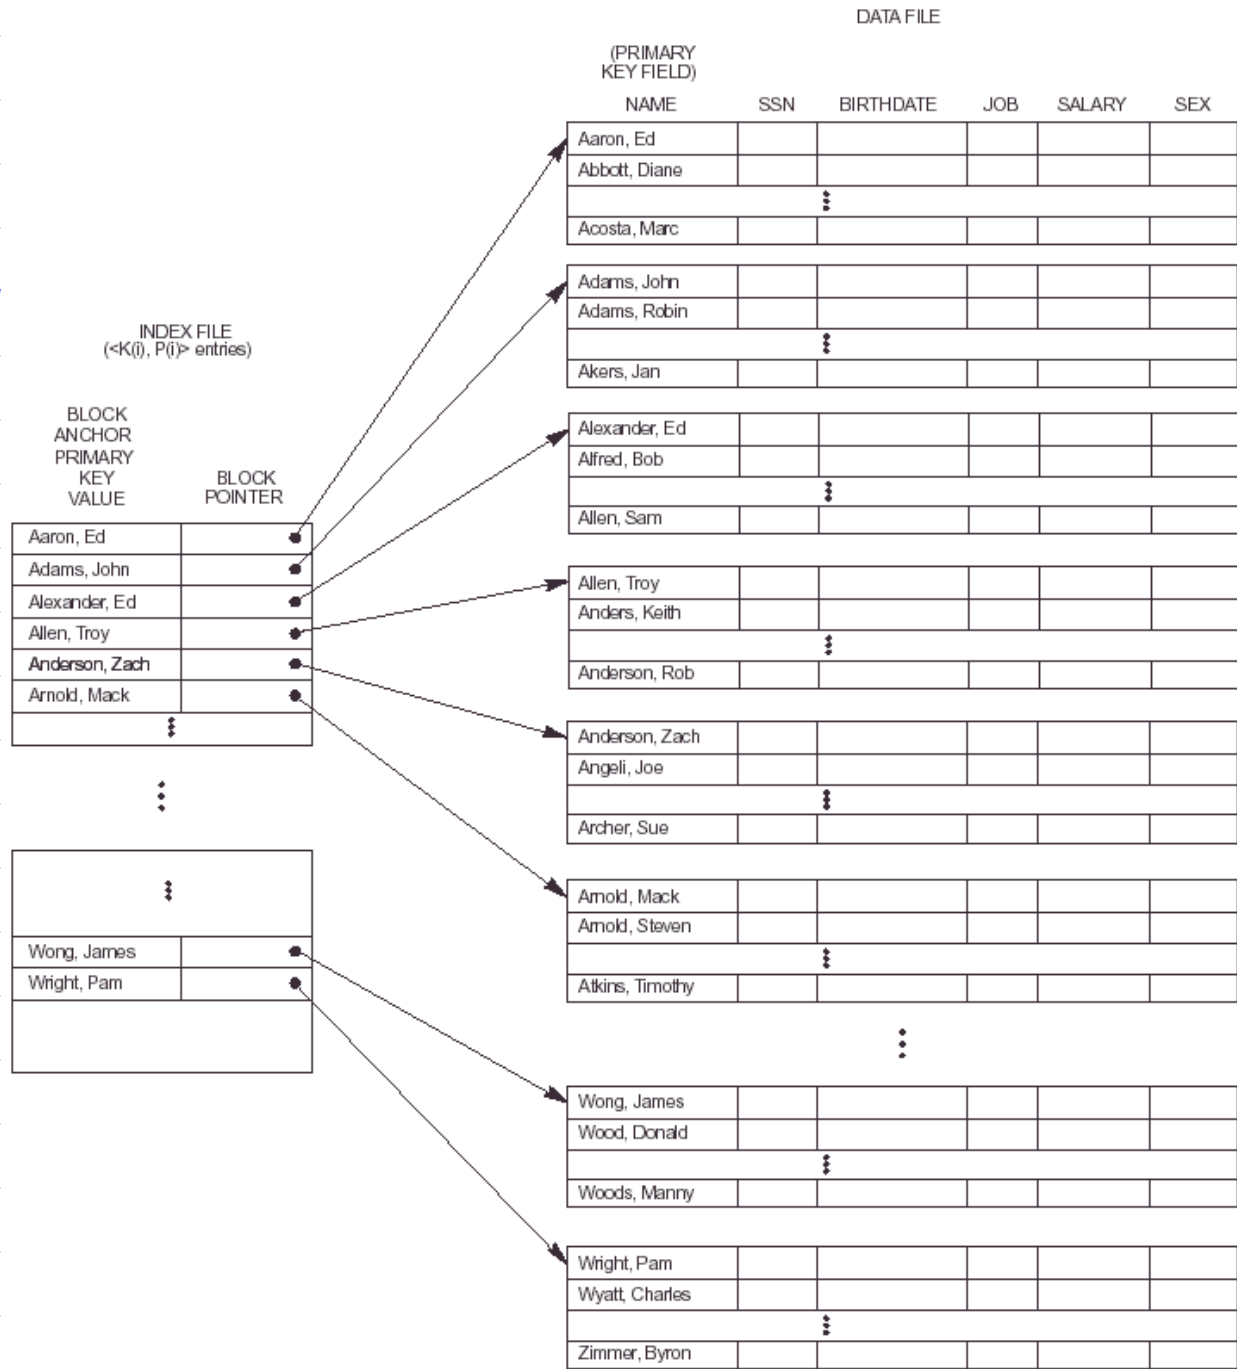 DATA FILE
(PRIMARY
KEY FIELD)
NAME SSN BIRTHDATE JOB SALARY SEX
Aaron, Ed
Abbott, Diane
Acosta, Marc
Adams, John
Adams, Robin
Akers, Jan
Alexander, Ed
Alfred, Bob
Allen, Sam
Allen, Troy
Anders, Keith
Anderson, Rob
Anderson, Zach
Angeli, Joe
Archer, Sue
Arnold, Mack
Arnold, Steven
Atkins, Timothy
Wong, James
Wood, Donald
Woods, Manny
Wright, Pam
Wyatt, Charles
Zimmer, Byron
INDEX FILE
(<K(i), P(i)> entries)
BLOCK
ANCHOR
PRIMARY
KEY
VALUE
BLOCK
POINTER
Aaron, Ed
Adams, John
Alexander, Ed
Allen, Troy
Anderson, Zach
Arnold, Mack
Wong, James
Wright, Pam